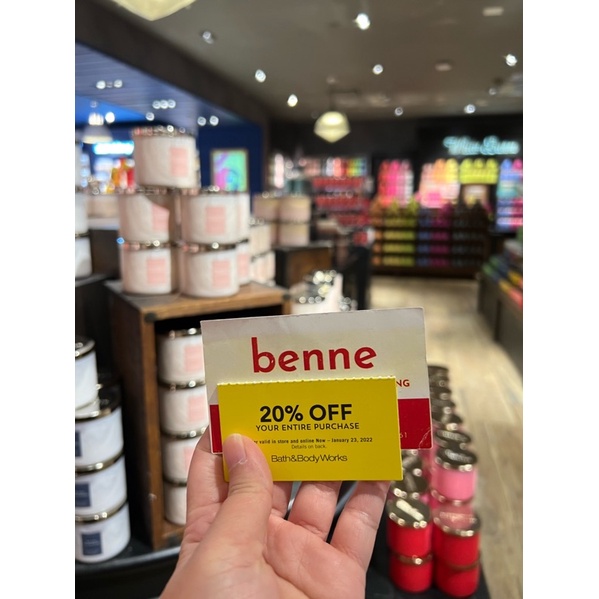 benne
NG
20% OFF
YOUR ENTIRE PURCHASE
valid in store and online Now – January 23, 2022
Details on back.
Bath&BodyWorks